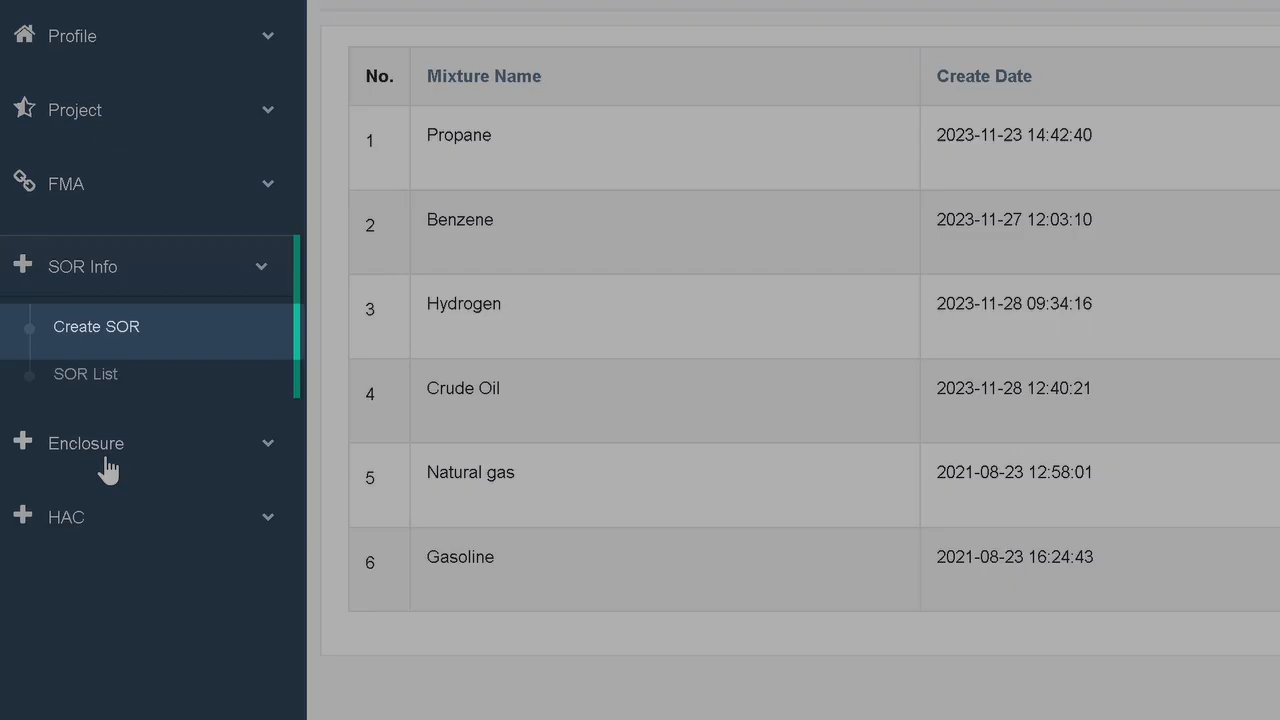 Profile
Project
FMA
SOR Info
Create SOR
SOR List
Enclosure
HAC
No. Mixture Name Create Date
1 Propane 2023-11-23 14:42:40
2 Benzene 2023-11-27 12:03:10
3 Hydrogen 2023-11-28 09:34:16
4 Crude Oil 2023-11-28 12:40:21
5 Natural gas 2021-08-23 12:58:01
6 Gasoline 2021-08-23 16:24:43